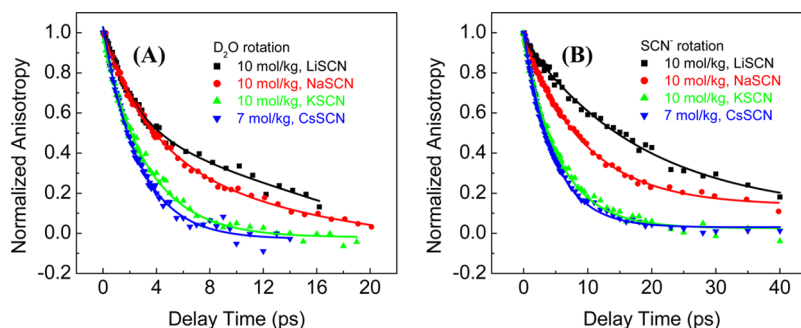 (A)
D₂O rotation
10 mol/kg, LiSCN
10 mol/kg, NaSCN
10 mol/kg, KSCN
7 mol/kg, CsSCN
Normalized Anisotropy
1.0
0.8
0.6
0.4
0.2
0.0
-0.2
0 4 8 12 16 20
Delay Time (ps)
(B)
SCN⁻ rotation
10 mol/kg, LiSCN
10 mol/kg, NaSCN
10 mol/kg, KSCN
7 mol/kg, CsSCN
Normalized Anisotropy
1.0
0.8
0.6
0.4
0.2
0.0
-0.2
0 10 20 30 40
Delay Time (ps)